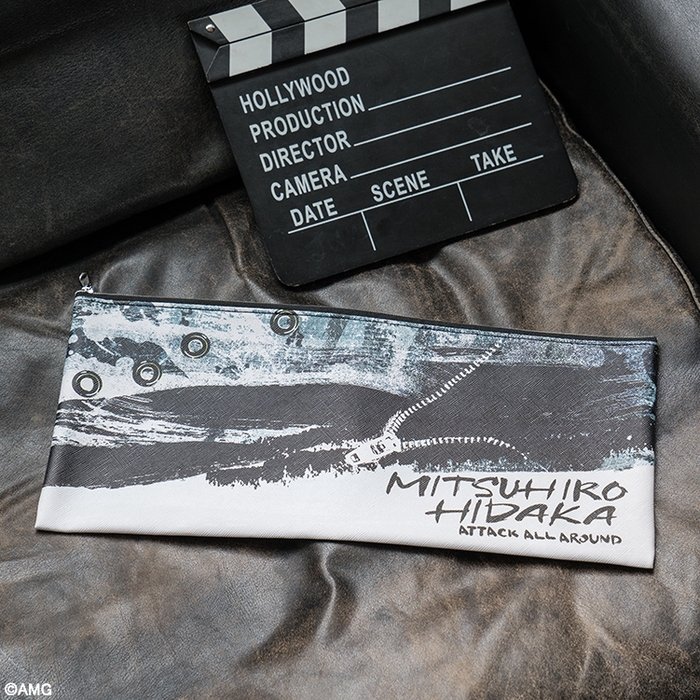 HOLLYWOOD
PRODUCTION
DIRECTOR
CAMERA
DATE SCENE TAKE
MITSUHIRO
HIDAKA
ATTACK ALL AROUND
©AMG